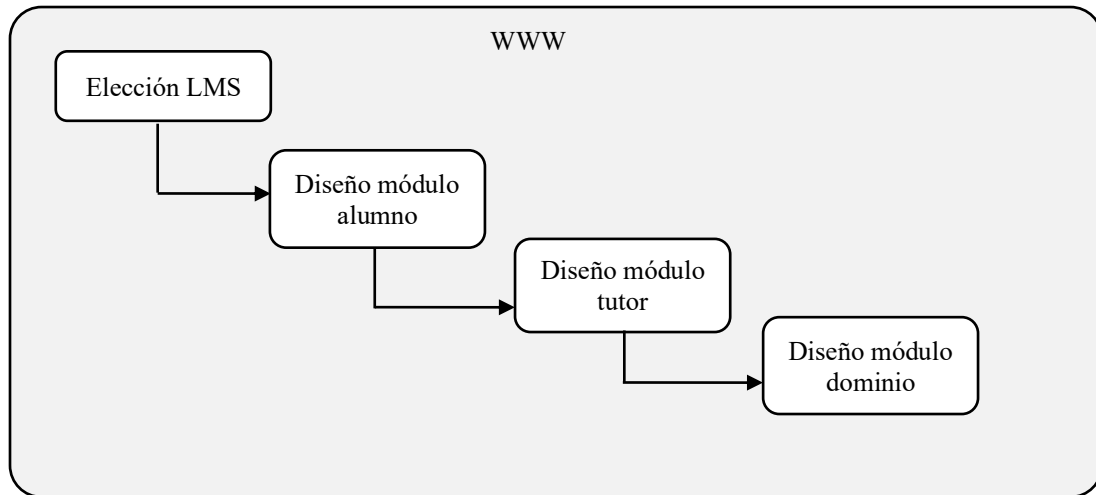 WWW
Elección LMS
Diseño módulo
alumno
Diseño módulo
tutor
Diseño módulo
dominio